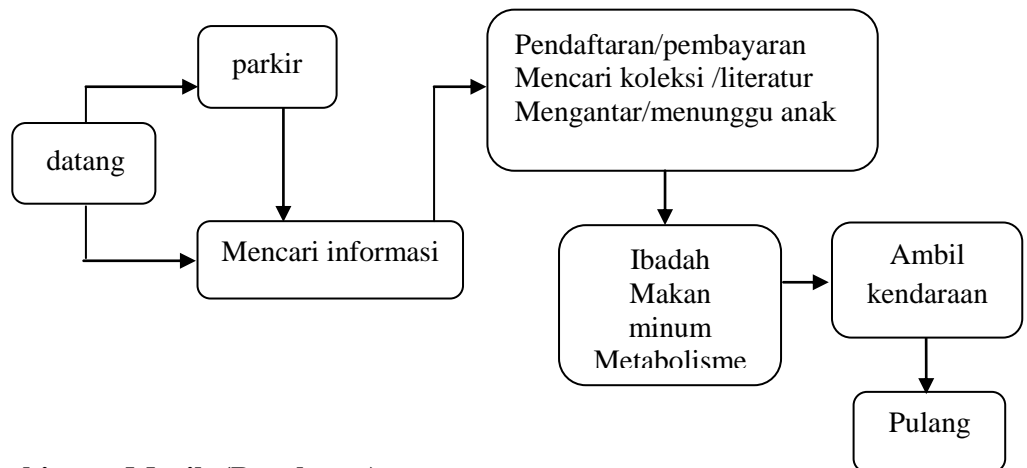 parkir
datang
Mencari informasi
Pendaftaran/pembayaran
Mencari koleksi /literatur
Mengantar/menunggu anak
Ibadah
Makan
minum
Metabolisme
Ambil
kendaraan
Pulang